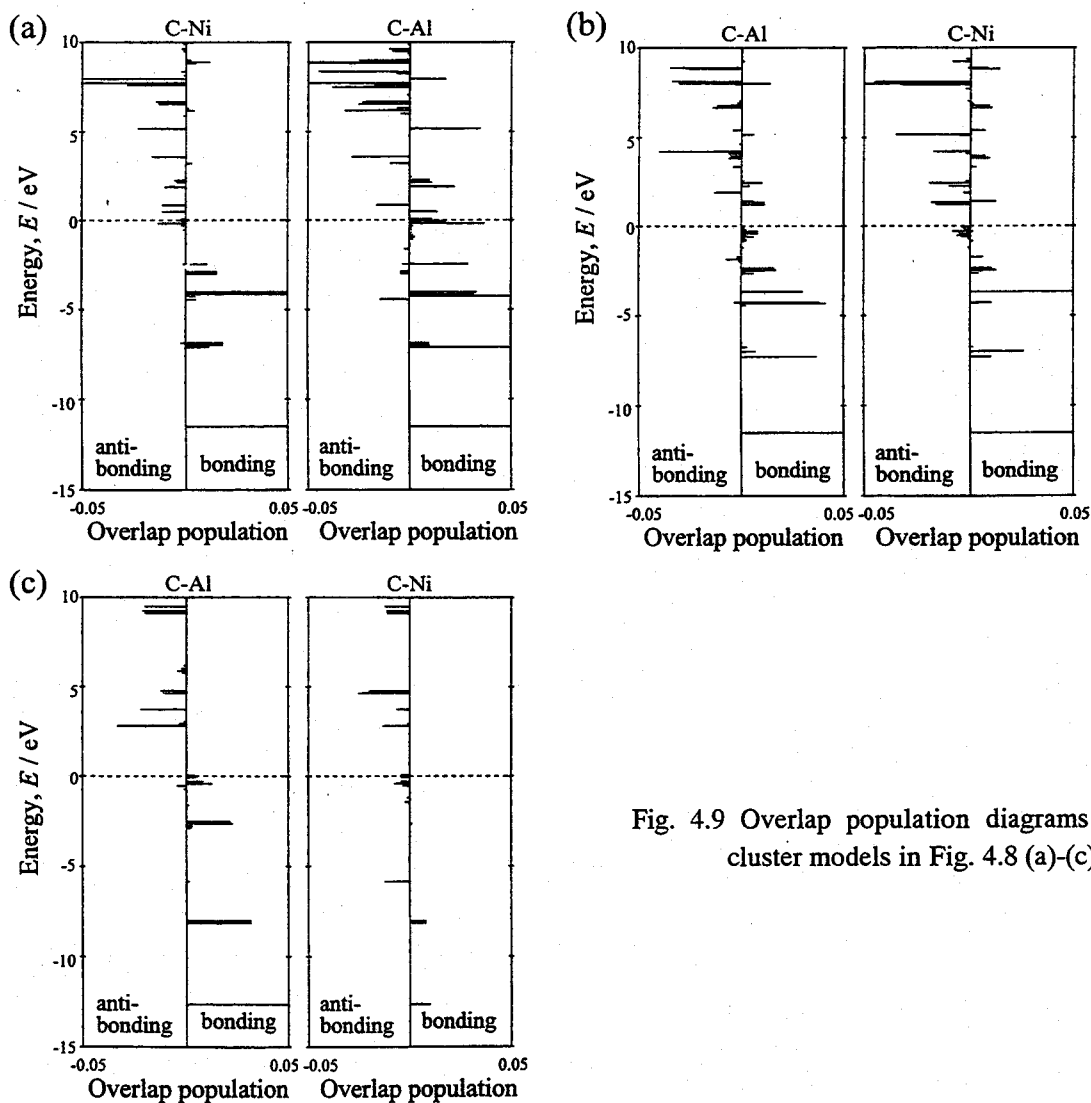 (a)
C-Ni
C-Al
10
5
0
-5
-10
-15
Energy, E / eV
anti-
bonding
bonding
anti-
bonding
bonding
-0.05
0.05
-0.05
0.05
Overlap population
Overlap population
(b)
C-Al
C-Ni
10
5
0
-5
-10
-15
Energy, E / eV
anti-
bonding
bonding
anti-
bonding
bonding
-0.05
0.05
-0.05
0.05
Overlap population
Overlap population
(c)
C-Al
C-Ni
10
5
0
-5
-10
-15
Energy, E / eV
anti-
bonding
bonding
anti-
bonding
bonding
-0.05
0.05
-0.05
0.05
Overlap population
Overlap population
Fig. 4.9 Overlap population diagrams
cluster models in Fig. 4.8 (a)-(c)